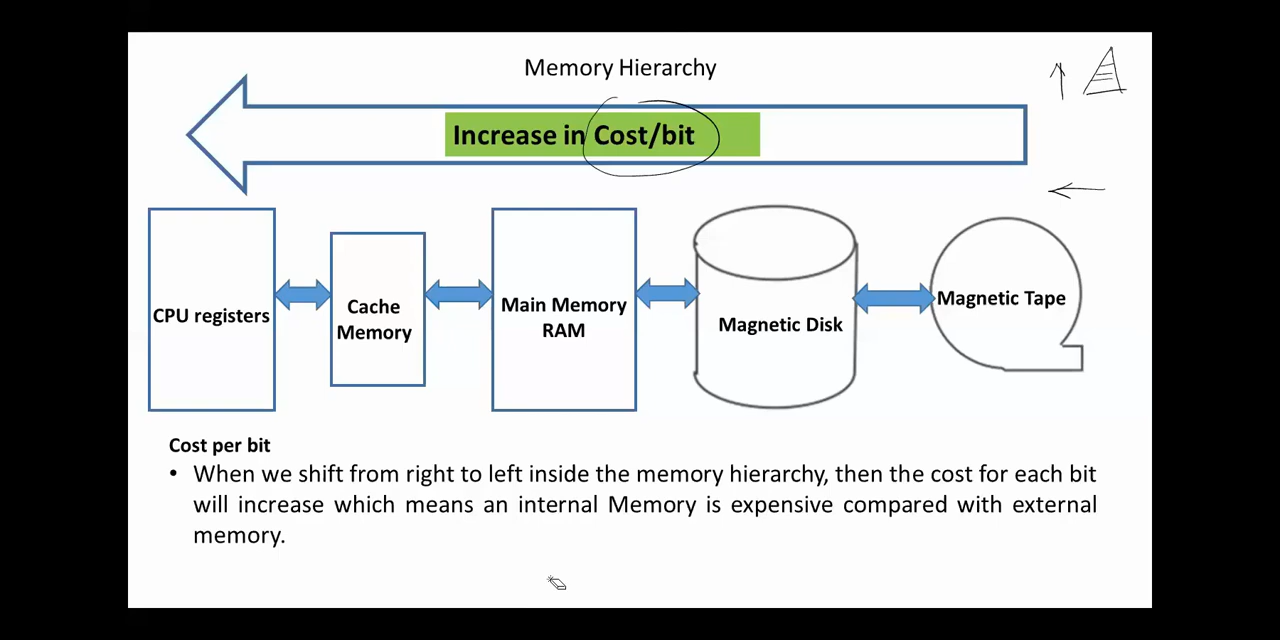 Memory Hierarchy
Increase in Cost/bit
CPU registers
Cache
Memory
Main Memory
RAM
Magnetic Disk
Magnetic Tape
Cost per bit
• When we shift from right to left inside the memory hierarchy, then the cost for each bit
will increase which means an internal Memory is expensive compared with external
memory.